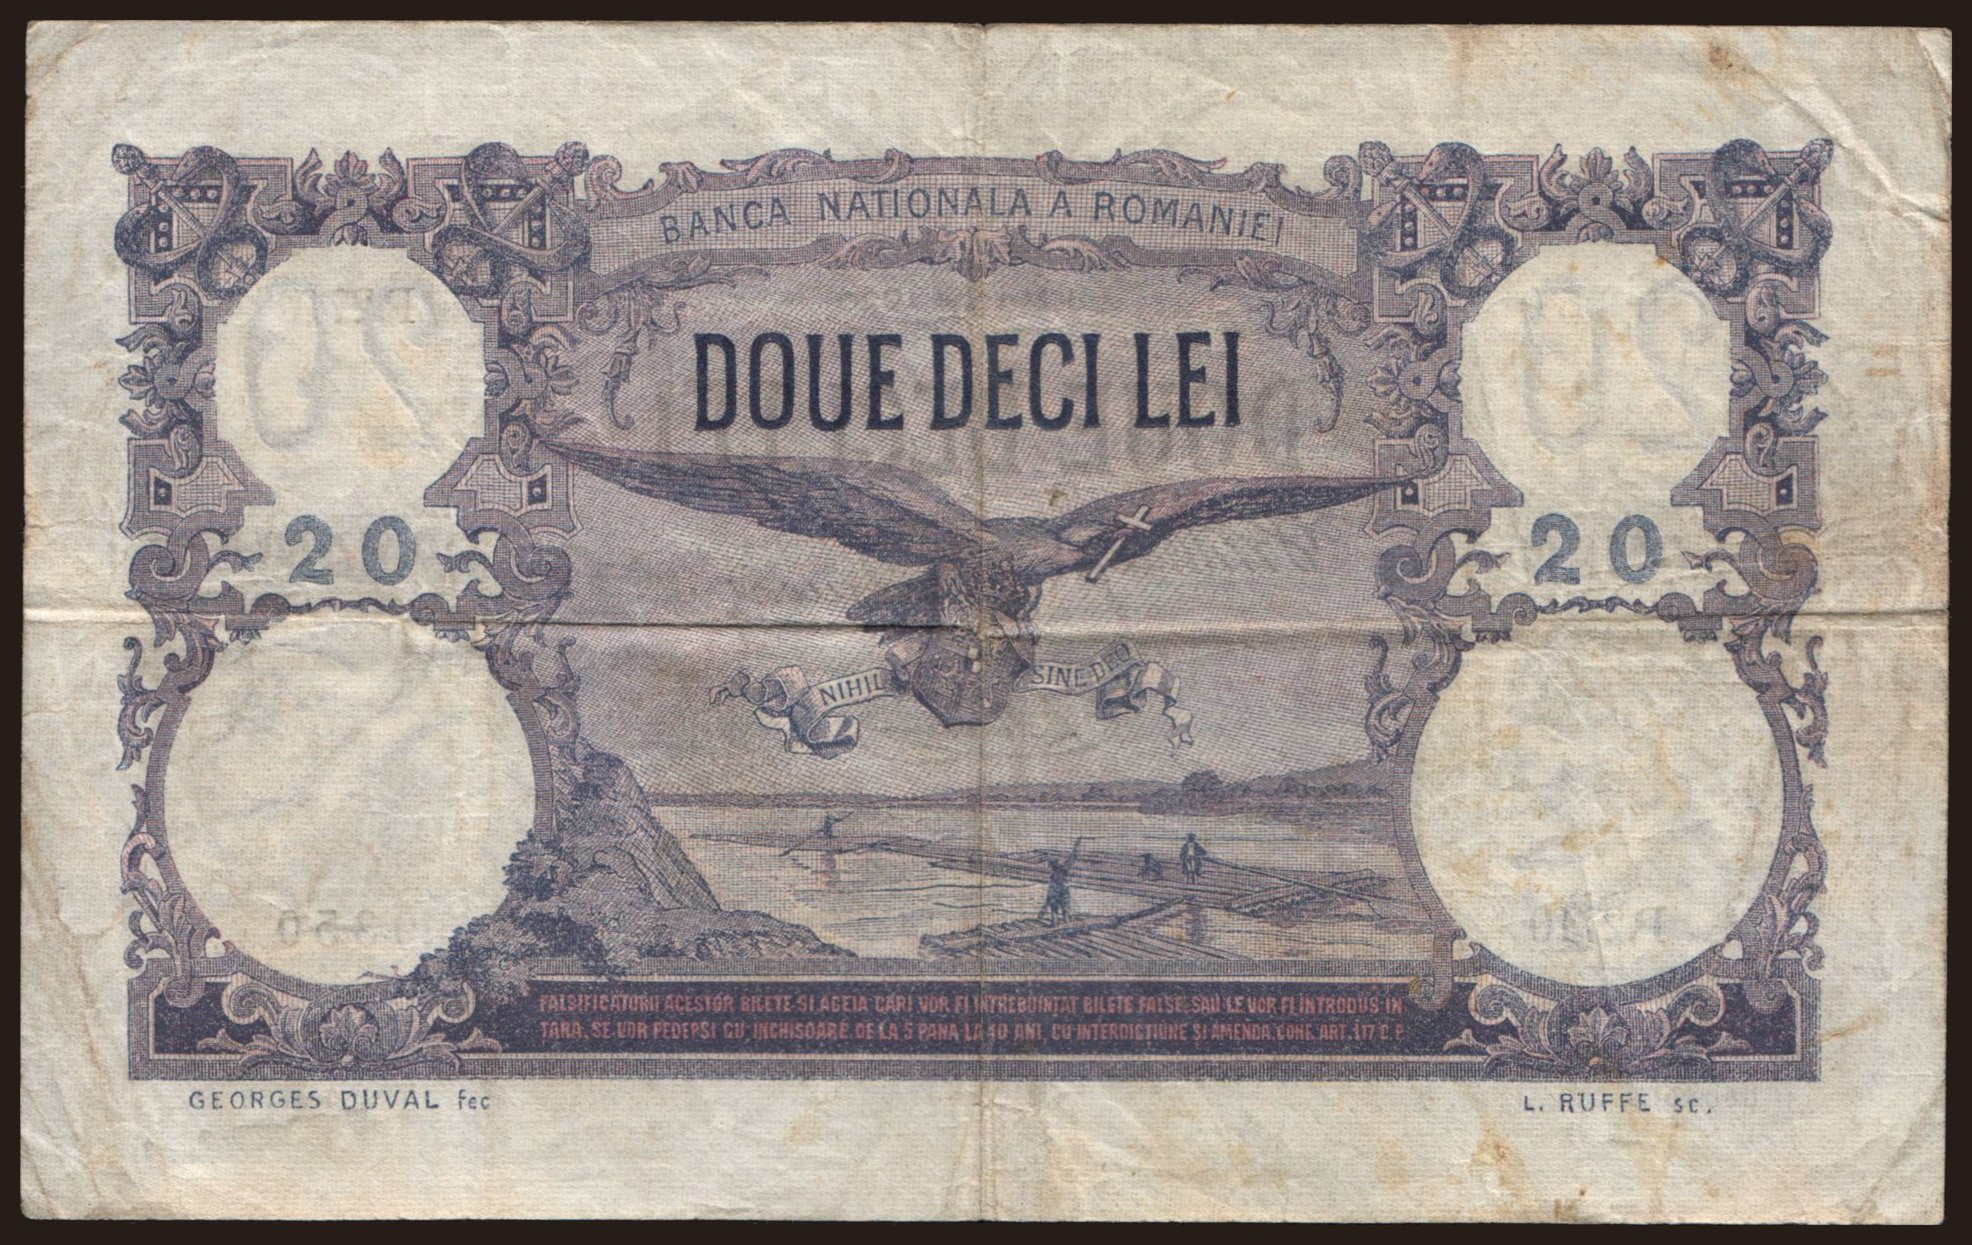 BANCA NATIONALA A ROMANIEI
DOUE DECI LEI
20 20
NIHIL SINE DEO
FALSIFICATORII ACESTOR BILETE SI ACEIA CARI VOR FI INTREBUINTAT BILETE FALSE SAU LE VOR FI INTRODUS IN
TARA, SE VOR PEDEPSI CU INCHISOARE DE LA 5 PANA LA 10 ANI, CU INTERDICTIUNE SI AMENDA. CONF. ART. 117 C. P.
GEORGES DUVAL fec
L. RUFFE sc.